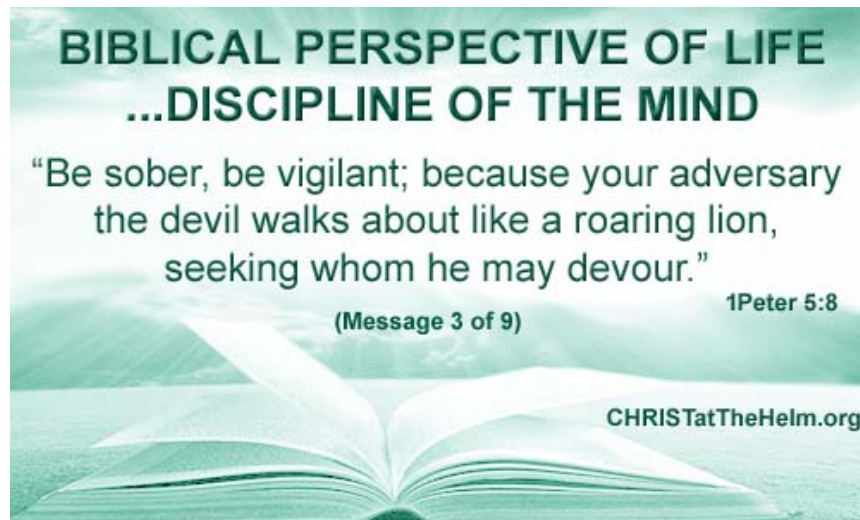 BIBLICAL PERSPECTIVE OF LIFE
...DISCIPLINE OF THE MIND
“Be sober, be vigilant; because your adversary
the devil walks about like a roaring lion,
seeking whom he may devour.”
1Peter 5:8
(Message 3 of 9)
CHRISTatTheHelm.org